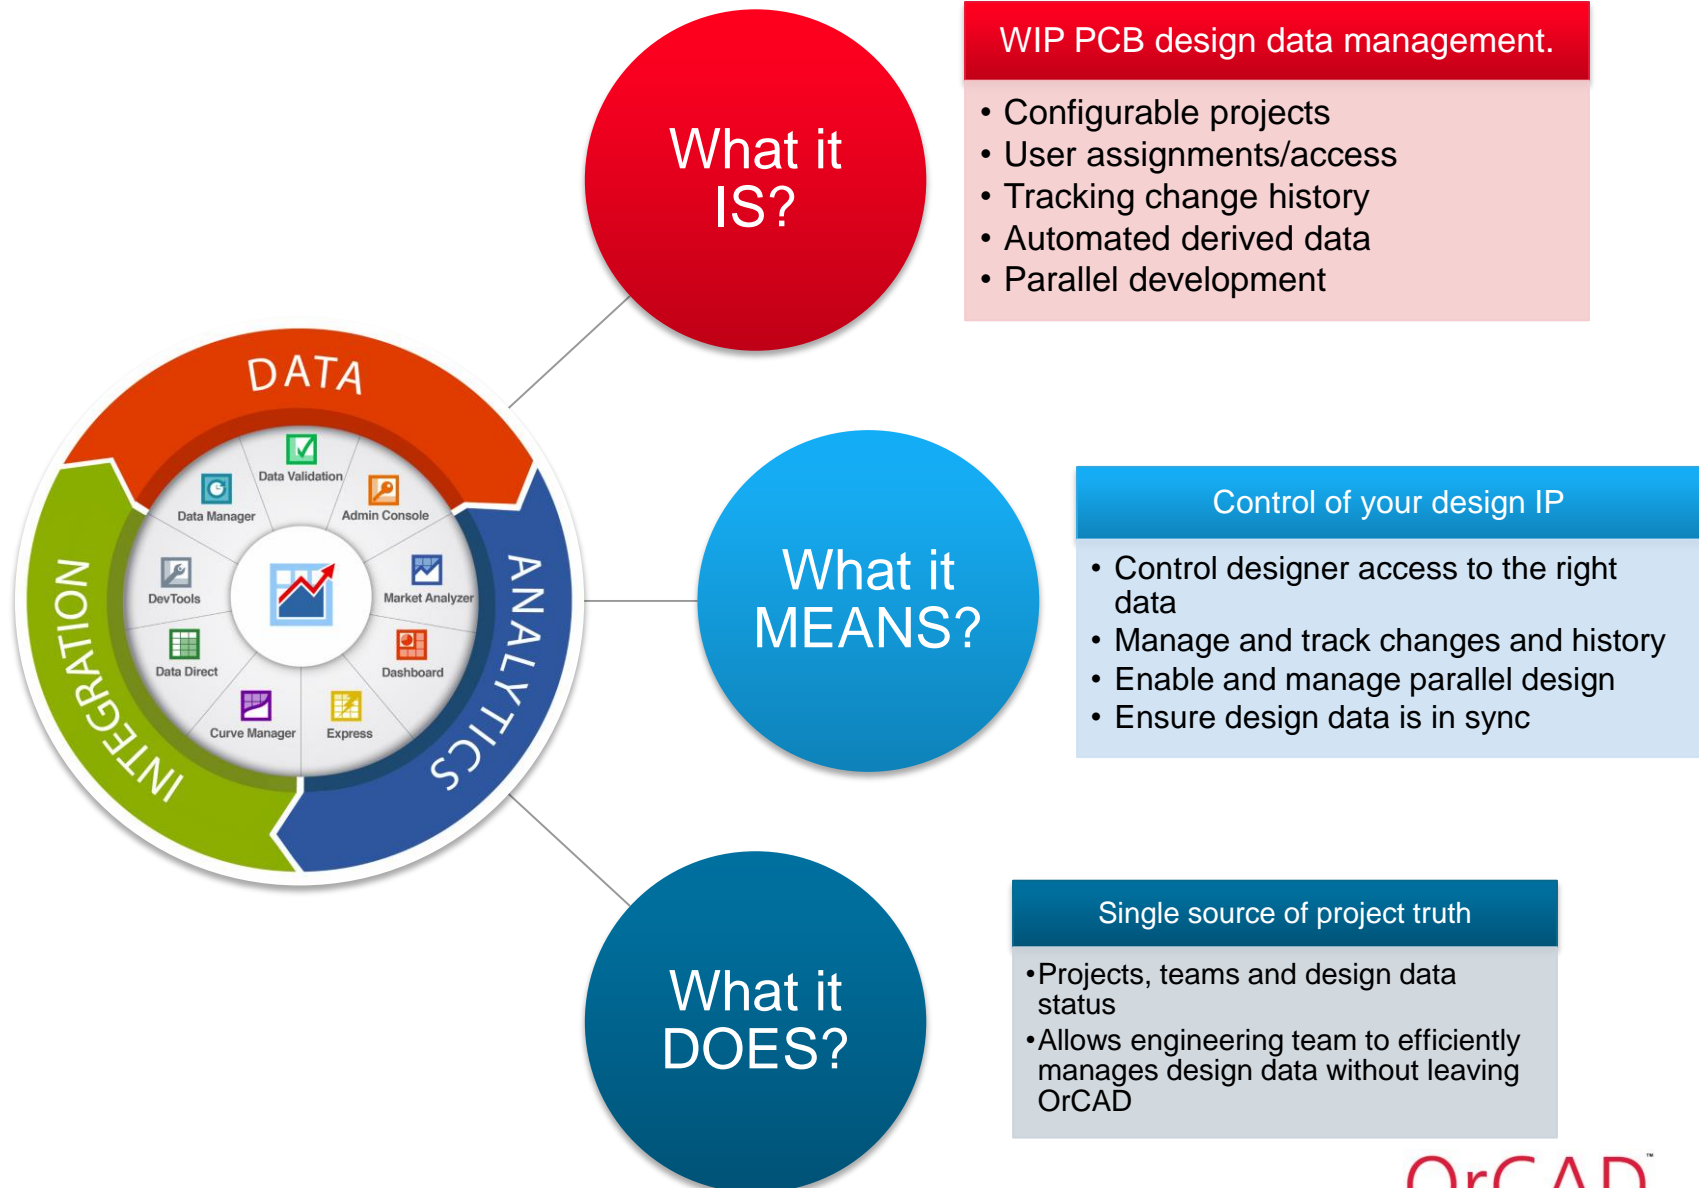 What it
IS?
WIP PCB design data management.
• Configurable projects
• User assignments/access
• Tracking change history
• Automated derived data
• Parallel development
DATA
ANALYTICS
INTEGRATION
Data Validation
Data Manager
Admin Console
DevTools
Market Analyzer
Data Direct
Dashboard
Curve Manager
Express
What it
MEANS?
Control of your design IP
• Control designer access to the right
data
• Manage and track changes and history
• Enable and manage parallel design
• Ensure design data is in sync
What it
DOES?
Single source of project truth
•Projects, teams and design data
status
•Allows engineering team to efficiently
manages design data without leaving
OrCAD
OrCAD™